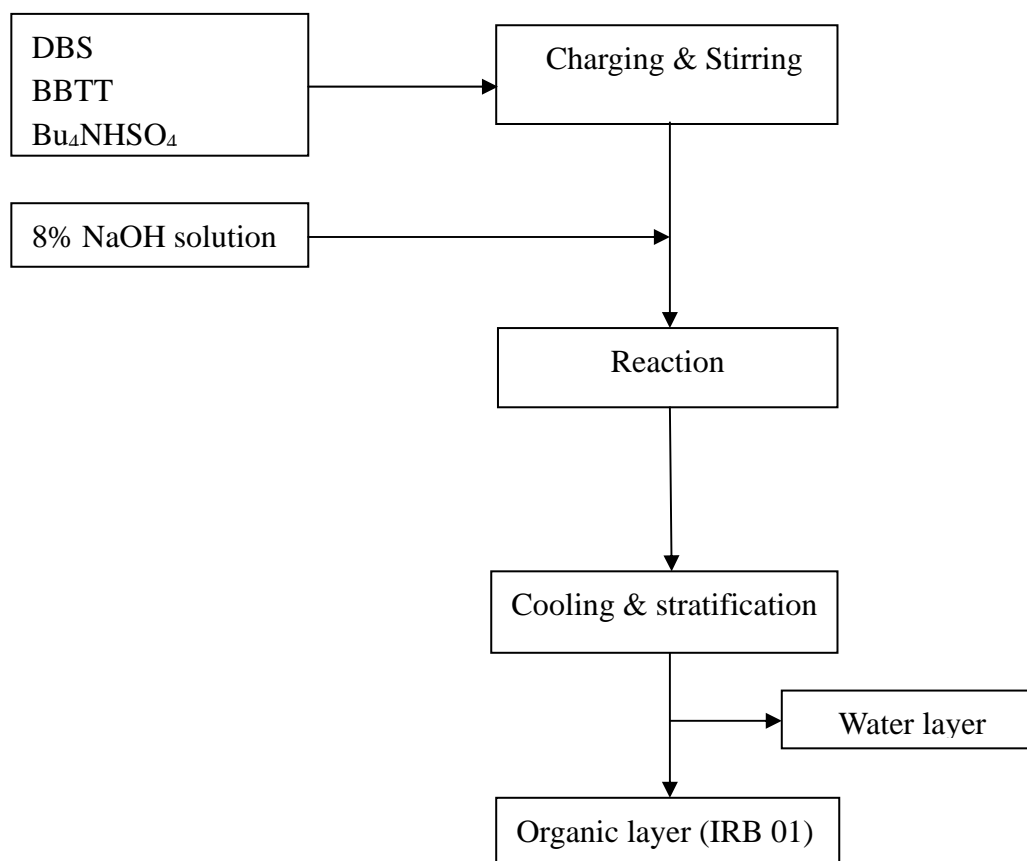 DBS
BBTT
Bu₄NHSO₄
Charging & Stirring
8% NaOH solution
Reaction
Cooling & stratification
Water layer
Organic layer (IRB 01)